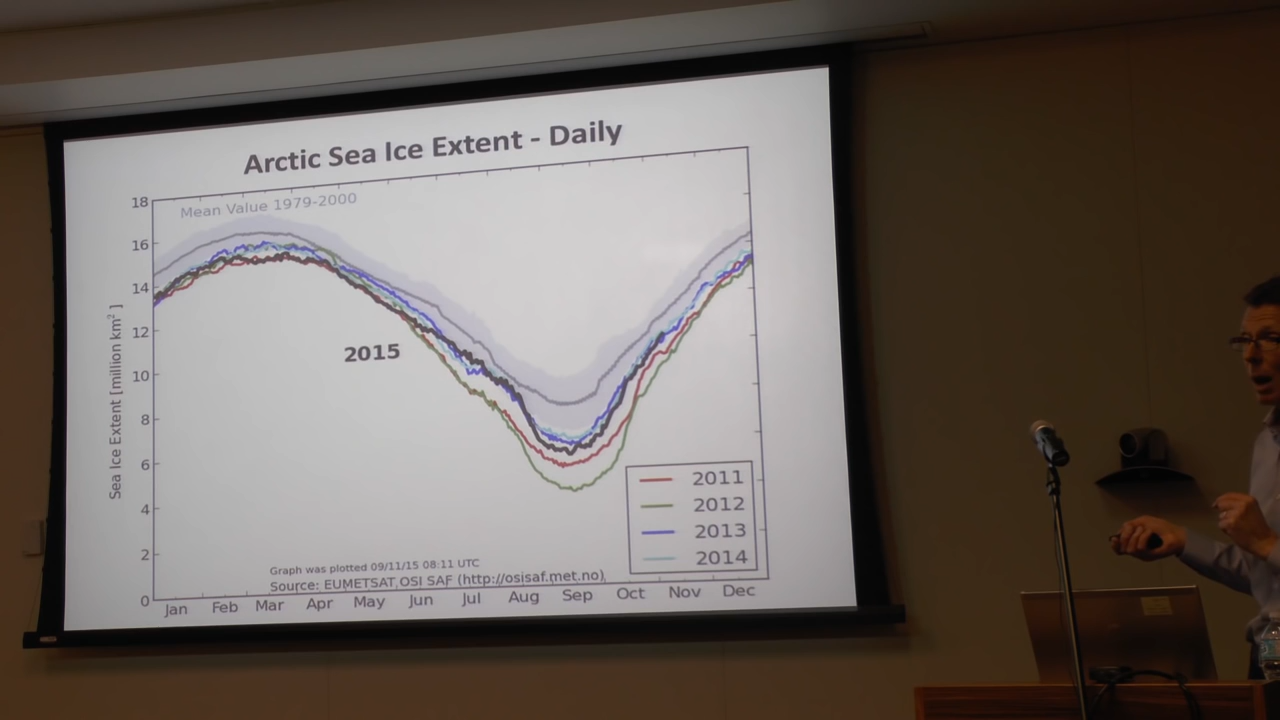 Arctic Sea Ice Extent - Daily
Mean Value 1979-2000
18
16
14
12
10
8
6
4
2
0
Sea Ice Extent [million km²]
2015
2011
2012
2013
2014
Graph was plotted 09/11/15 08:11 UTC
Source: EUMETSAT OSI SAF (http://osisaf.met.no)
Jan Feb Mar Apr May Jun Jul Aug Sep Oct Nov Dec